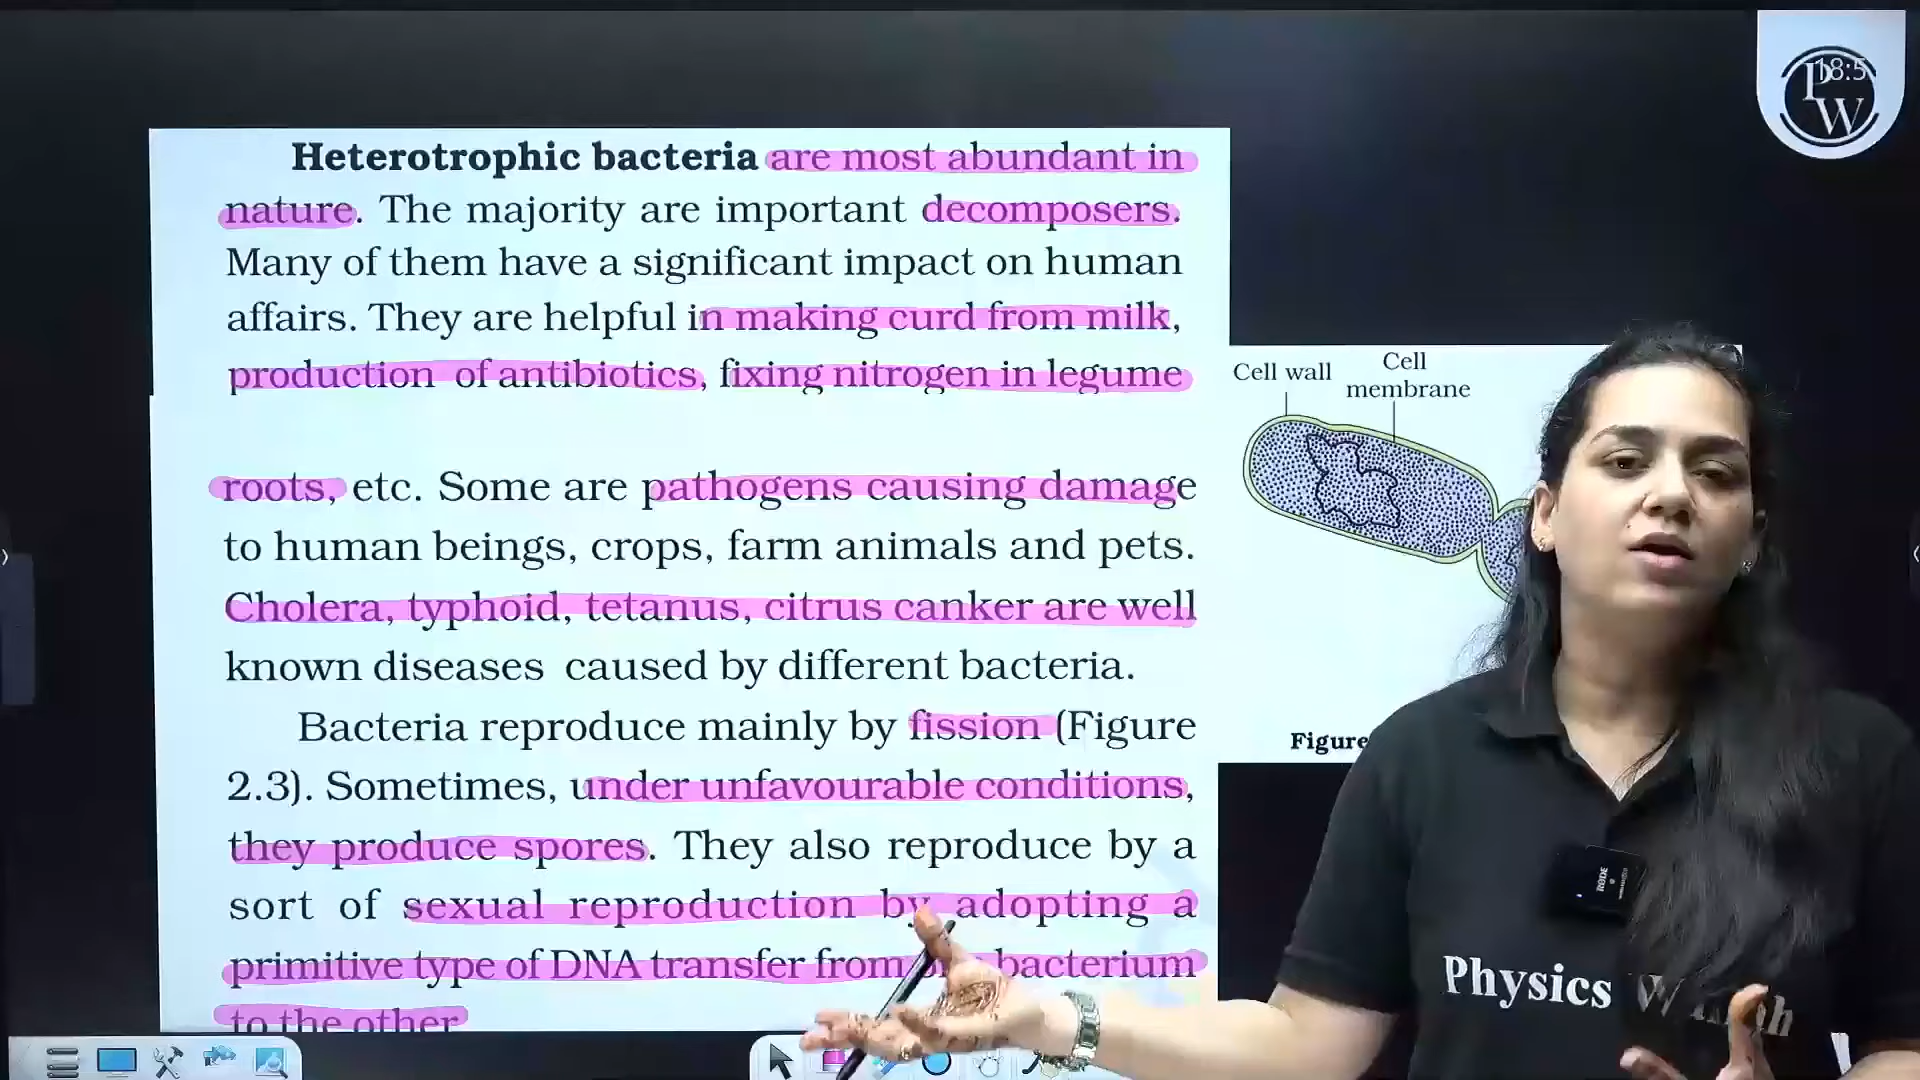 18:5
PW
Heterotrophic bacteria are most abundant in
nature. The majority are important decomposers.
Many of them have a significant impact on human
affairs. They are helpful in making curd from milk,
production of antibiotics, fixing nitrogen in legume
roots, etc. Some are pathogens causing damage
to human beings, crops, farm animals and pets.
Cholera, typhoid, tetanus, citrus canker are well
known diseases caused by different bacteria.
Bacteria reproduce mainly by fission (Figure
2.3). Sometimes, under unfavourable conditions,
they produce spores. They also reproduce by a
sort of sexual reproduction by adopting a
primitive type of DNA transfer from bacterium
to the other
Cell wall
Cell
membrane
Figure
RODE
Physics W